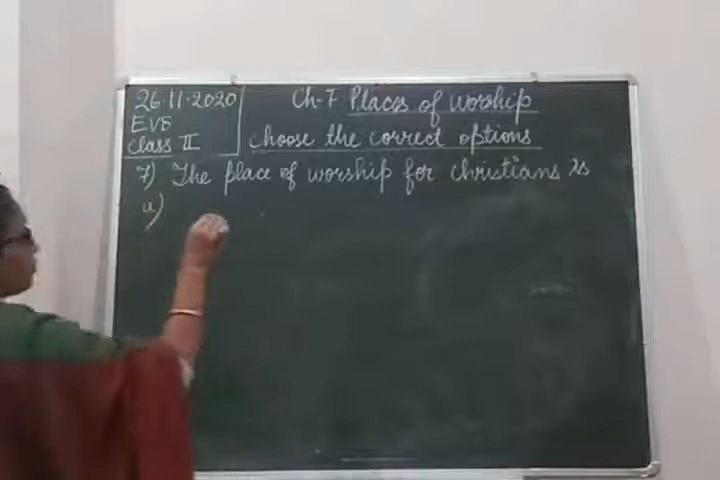 26.11.2020
EVS
Class II
Ch-7 Places of worship
choose the correct options
7) The place of worship for christians is
a)